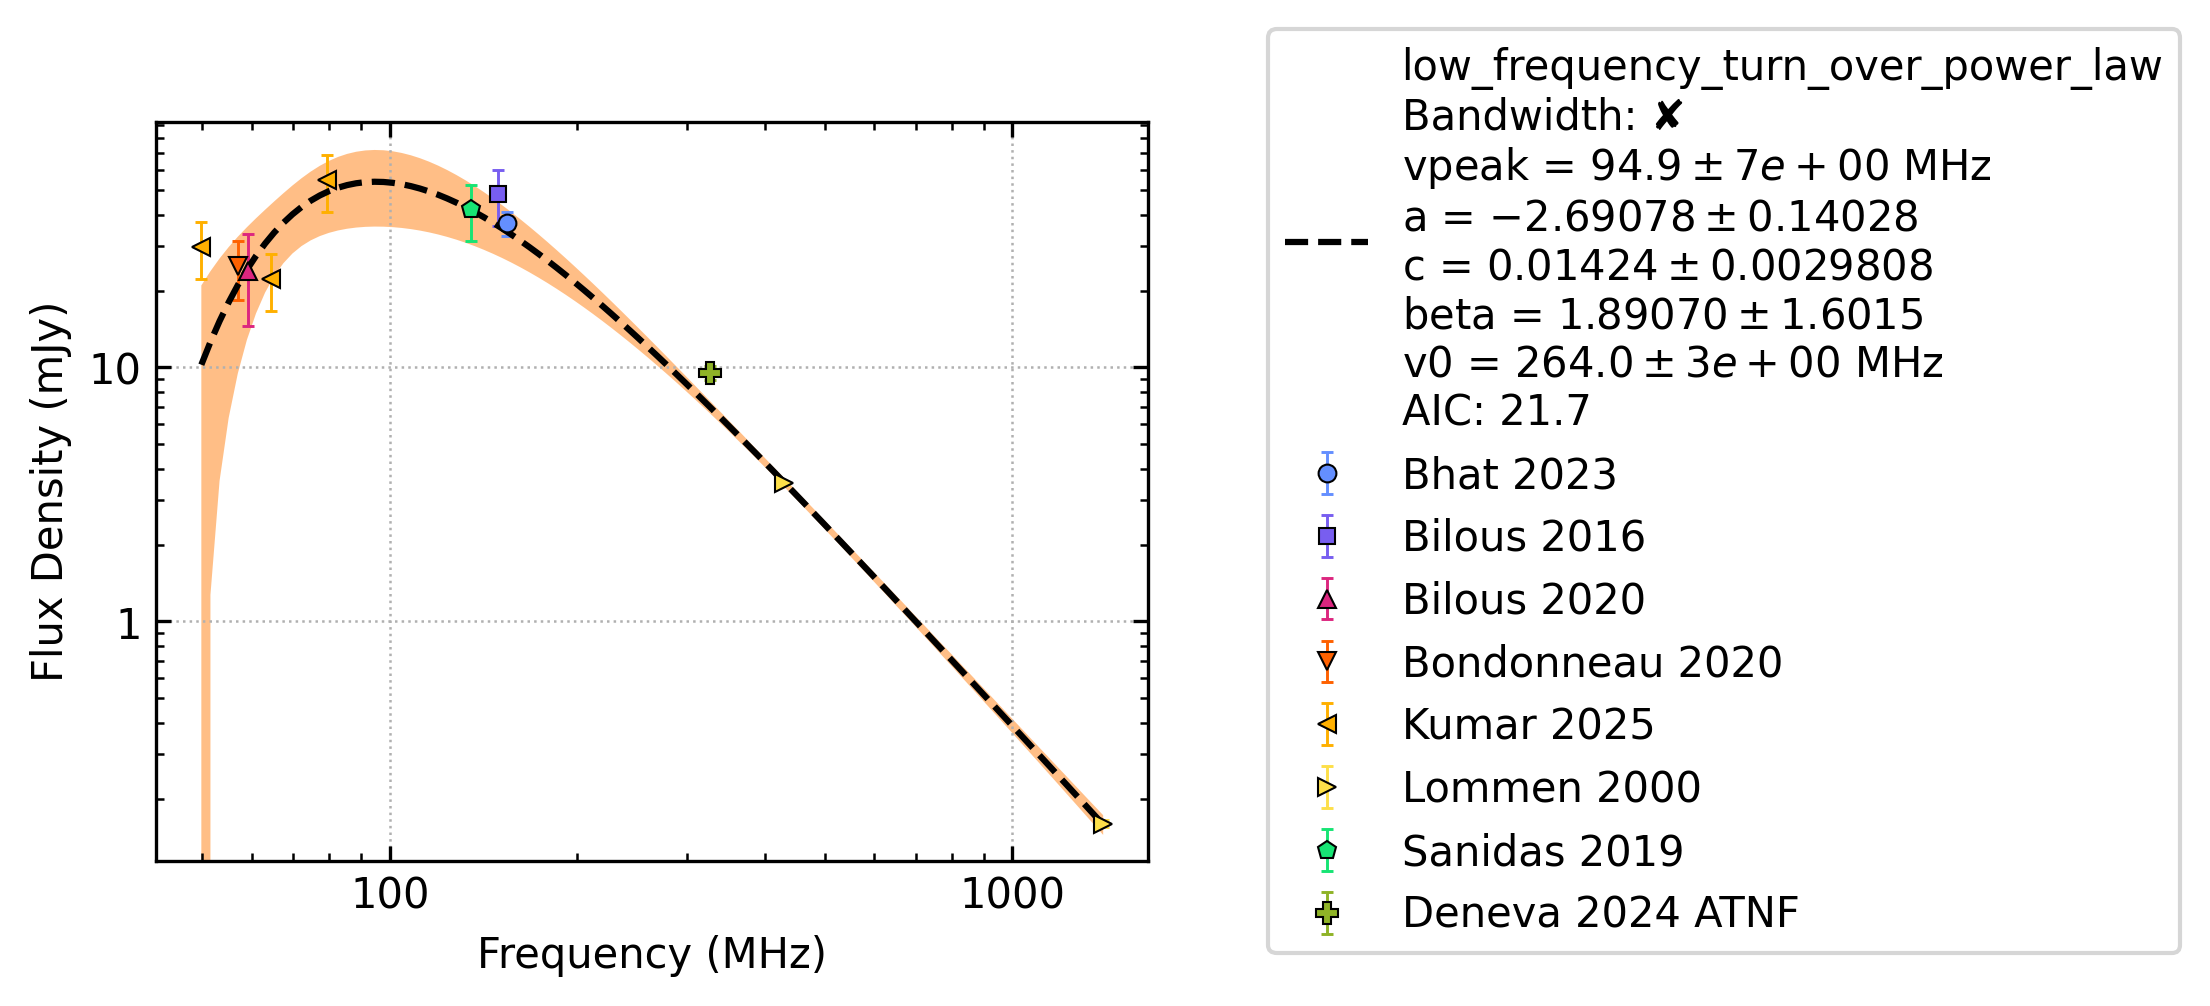 low_frequency_turn_over_power_law
Bandwidth: ✘
vpeak = 94.9 ± 7e + 00 MHz
a = −2.69078 ± 0.14028
c = 0.01424 ± 0.0029808
beta = 1.89070 ± 1.6015
v0 = 264.0 ± 3e + 00 MHz
AIC: 21.7
Bhat 2023
Bilous 2016
Bilous 2020
Bondonneau 2020
Kumar 2025
Lommen 2000
Sanidas 2019
Deneva 2024 ATNF
Flux Density (mJy)
10
1
100
1000
Frequency (MHz)